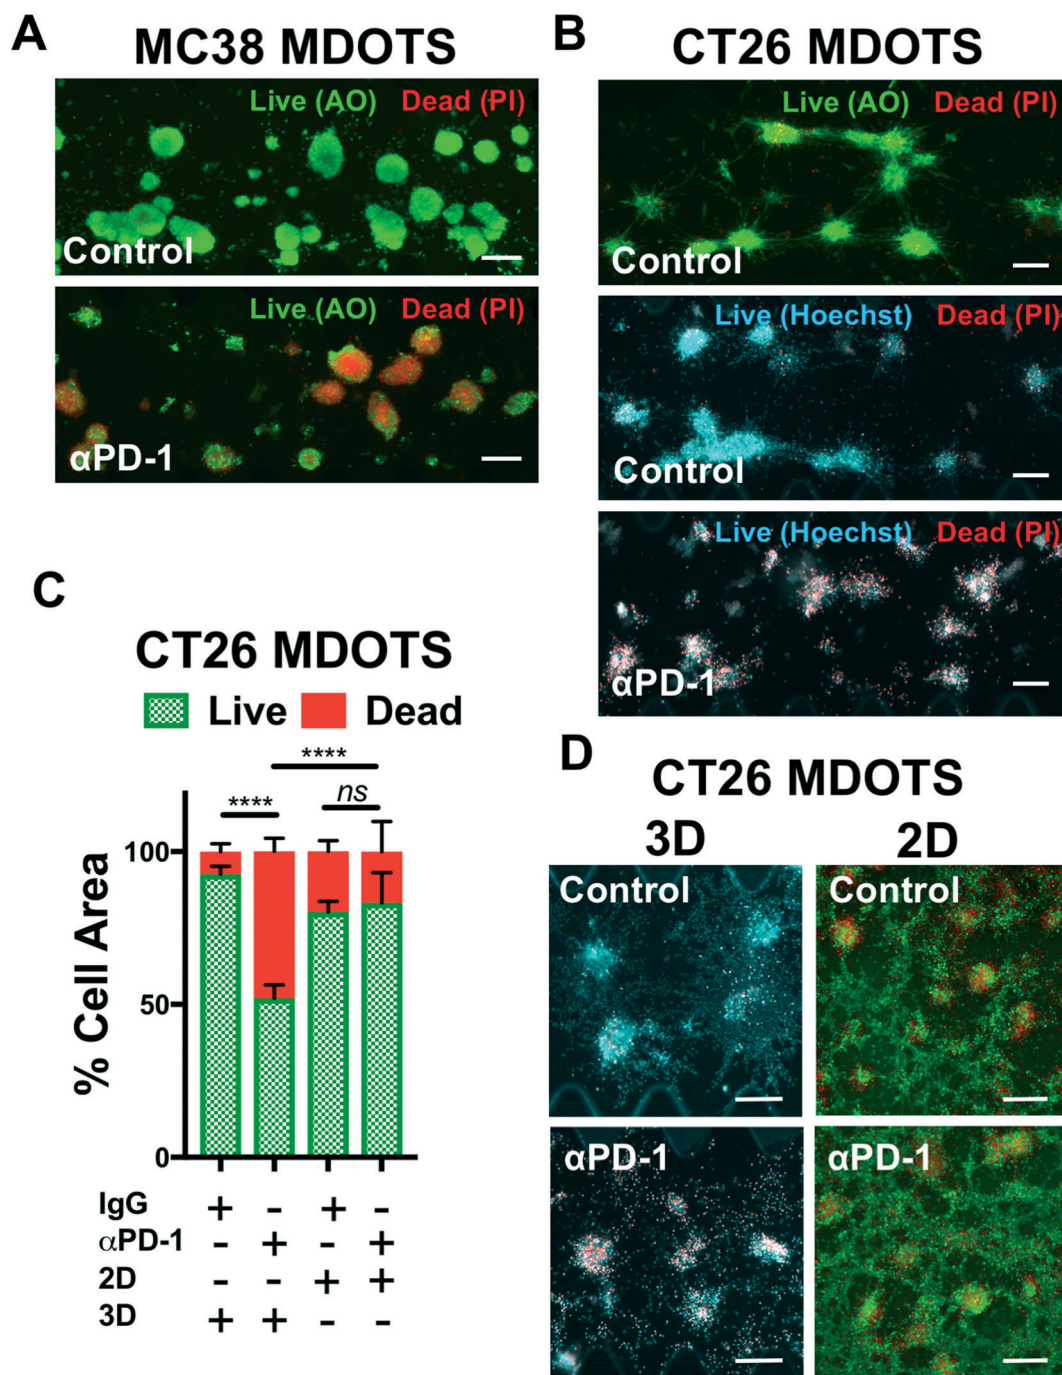 A
MC38 MDOTS
Live (AO) Dead (PI)
Control
Live (AO) Dead (PI)
αPD-1
B
CT26 MDOTS
Live (AO) Dead (PI)
Control
Live (Hoechst) Dead (PI)
Control
Live (Hoechst) Dead (PI)
αPD-1
C
CT26 MDOTS
Live Dead
****
**** ns
% Cell Area
100
50
0
IgG + - + -
αPD-1 - + - +
2D - - + +
3D + + - -
D
CT26 MDOTS
3D 2D
Control Control
αPD-1 αPD-1